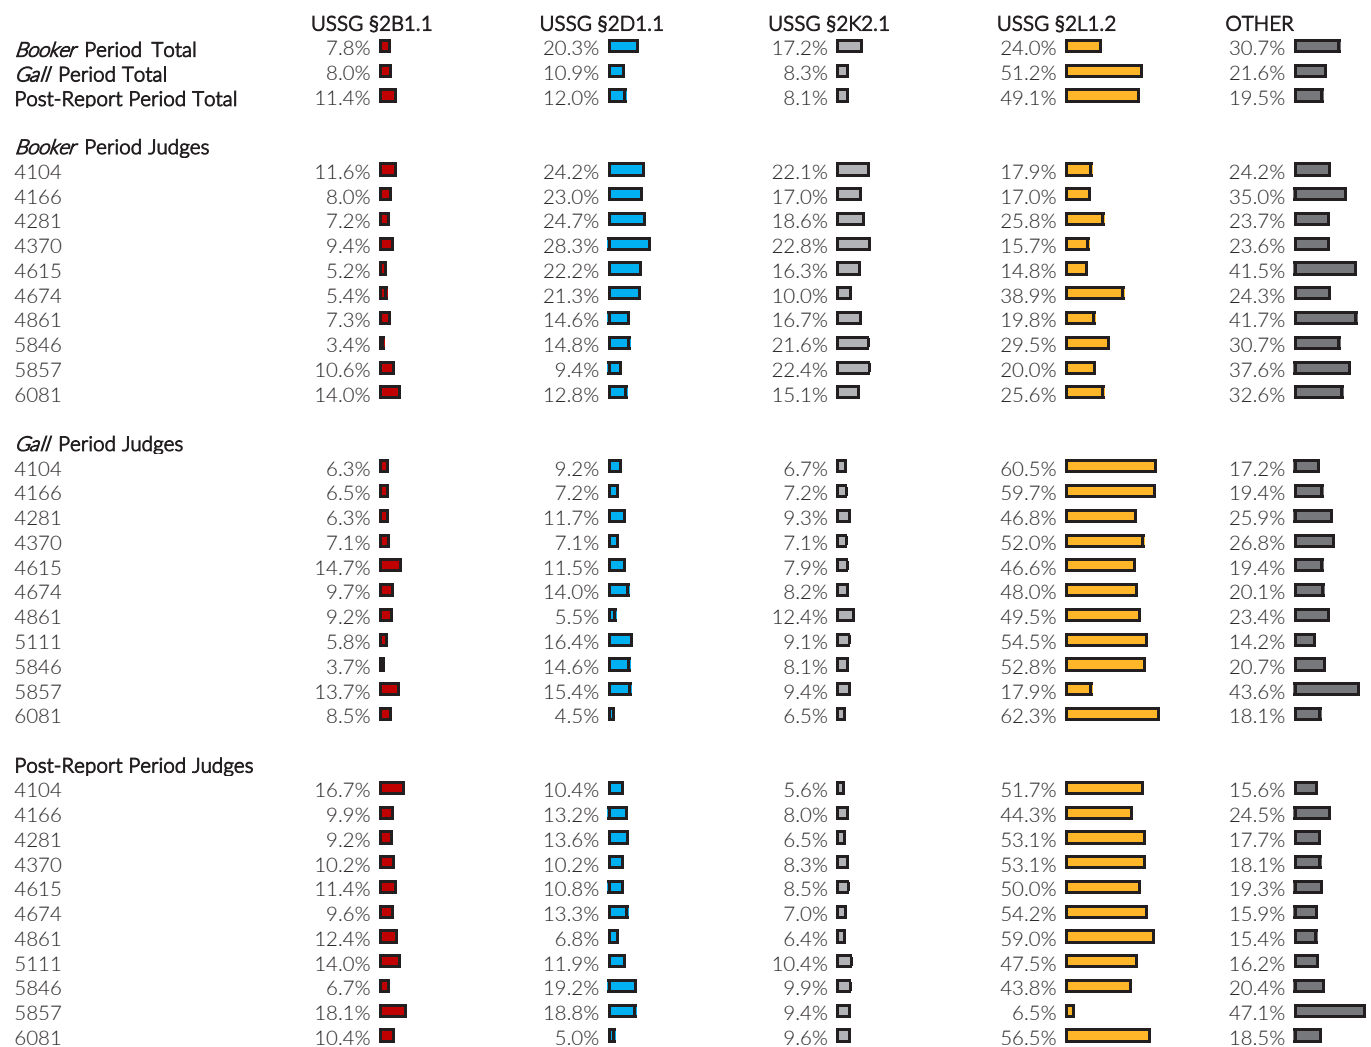 USSG §2B1.1 USSG §2D1.1 USSG §2K2.1 USSG §2L1.2 OTHER
Booker Period Total 7.8% 20.3% 17.2% 24.0% 30.7%
Gall Period Total 8.0% 10.9% 8.3% 51.2% 21.6%
Post-Report Period Total 11.4% 12.0% 8.1% 49.1% 19.5%
Booker Period Judges
4104 11.6% 24.2% 22.1% 17.9% 24.2%
4166 8.0% 23.0% 17.0% 17.0% 35.0%
4281 7.2% 24.7% 18.6% 25.8% 23.7%
4370 9.4% 28.3% 22.8% 15.7% 23.6%
4615 5.2% 22.2% 16.3% 14.8% 41.5%
4674 5.4% 21.3% 10.0% 38.9% 24.3%
4861 7.3% 14.6% 16.7% 19.8% 41.7%
5846 3.4% 14.8% 21.6% 29.5% 30.7%
5857 10.6% 9.4% 22.4% 20.0% 37.6%
6081 14.0% 12.8% 15.1% 25.6% 32.6%
Gall Period Judges
4104 6.3% 9.2% 6.7% 60.5% 17.2%
4166 6.5% 7.2% 7.2% 59.7% 19.4%
4281 6.3% 11.7% 9.3% 46.8% 25.9%
4370 7.1% 7.1% 7.1% 52.0% 26.8%
4615 14.7% 11.5% 7.9% 46.6% 19.4%
4674 9.7% 14.0% 8.2% 48.0% 20.1%
4861 9.2% 5.5% 12.4% 49.5% 23.4%
5111 5.8% 16.4% 9.1% 54.5% 14.2%
5846 3.7% 14.6% 8.1% 52.8% 20.7%
5857 13.7% 15.4% 9.4% 17.9% 43.6%
6081 8.5% 4.5% 6.5% 62.3% 18.1%
Post-Report Period Judges
4104 16.7% 10.4% 5.6% 51.7% 15.6%
4166 9.9% 13.2% 8.0% 44.3% 24.5%
4281 9.2% 13.6% 6.5% 53.1% 17.7%
4370 10.2% 10.2% 8.3% 53.1% 18.1%
4615 11.4% 10.8% 8.5% 50.0% 19.3%
4674 9.6% 13.3% 7.0% 54.2% 15.9%
4861 12.4% 6.8% 6.4% 59.0% 15.4%
5111 14.0% 11.9% 10.4% 47.5% 16.2%
5846 6.7% 19.2% 9.9% 43.8% 20.4%
5857 18.1% 18.8% 9.4% 6.5% 47.1%
6081 10.4% 5.0% 9.6% 56.5% 18.5%